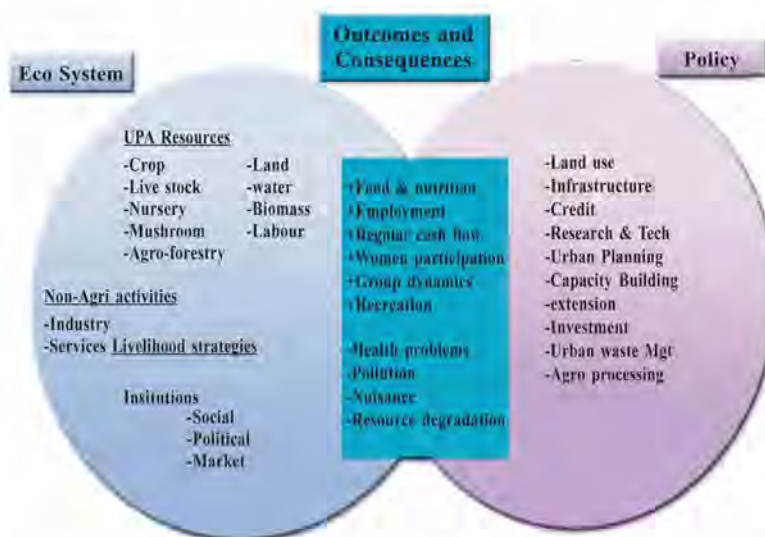 Eco System
Outcomes and
Consequences
Policy
UPA Resources
-Crop
-Live stock
-Nursery
-Mushroom
-Agro-forestry
-Land
-water
-Biomass
-Labour
Non-Agri activities
-Industry
-Services Livelihood strategies
Insitutions
-Social
-Political
-Market
+Food & nutrition
+Employment
+Regular cash flow
+Women participation
+Group dynamics
+Recreation
-Health problems
-Pollution
-Nuisance
-Resource degradation
-Land use
-Infrastructure
-Credit
-Research & Tech
-Urban Planning
-Capacity Building
-extension
-Investment
-Urban waste Mgt
-Agro processing